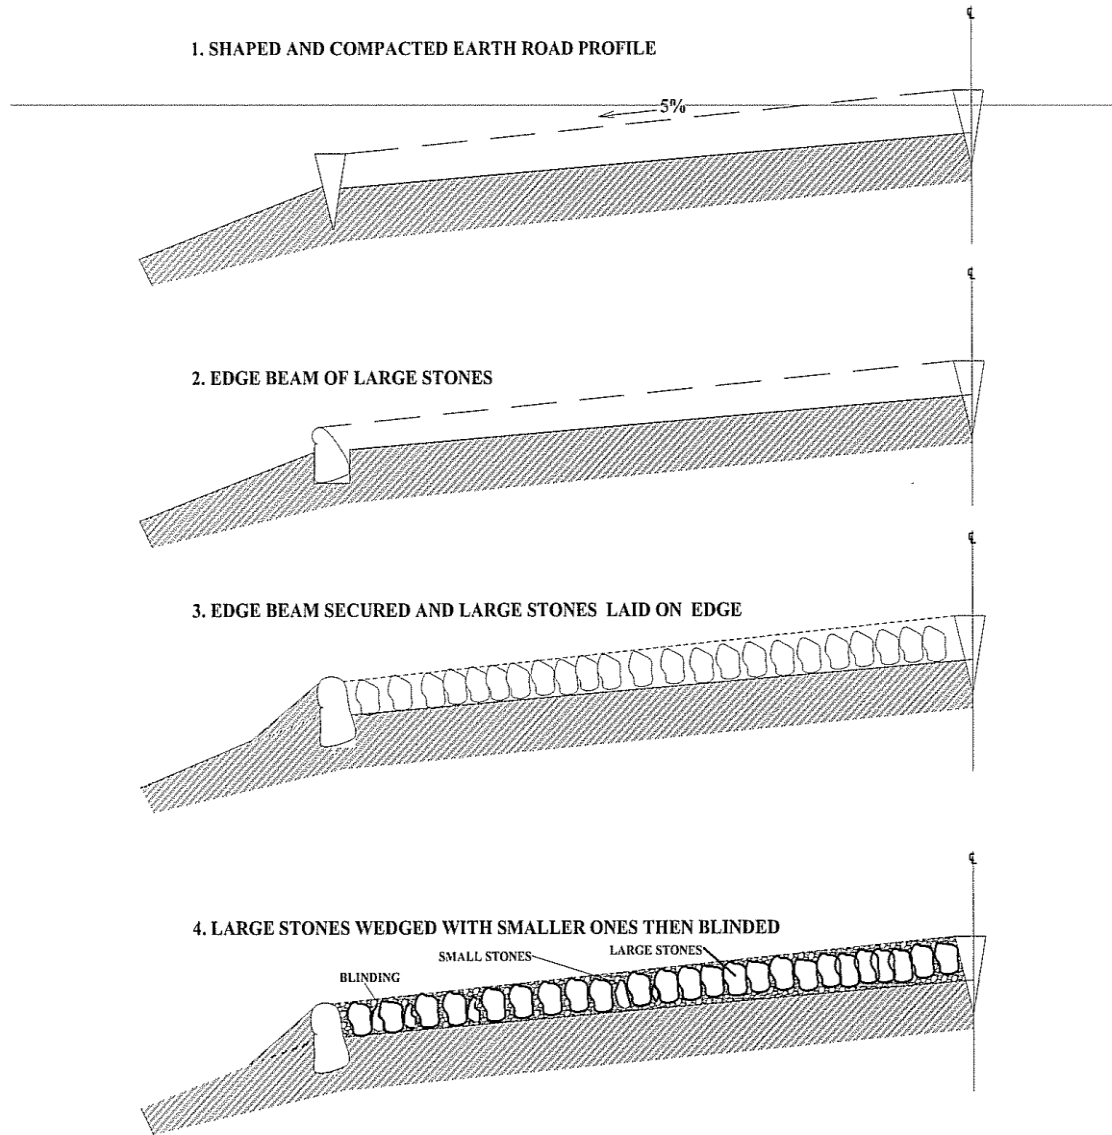 ℄
1. SHAPED AND COMPACTED EARTH ROAD PROFILE
5%
℄
2. EDGE BEAM OF LARGE STONES
℄
3. EDGE BEAM SECURED AND LARGE STONES LAID ON EDGE
℄
4. LARGE STONES WEDGED WITH SMALLER ONES THEN BLINDED
LARGE STONES
SMALL STONES
BLINDING